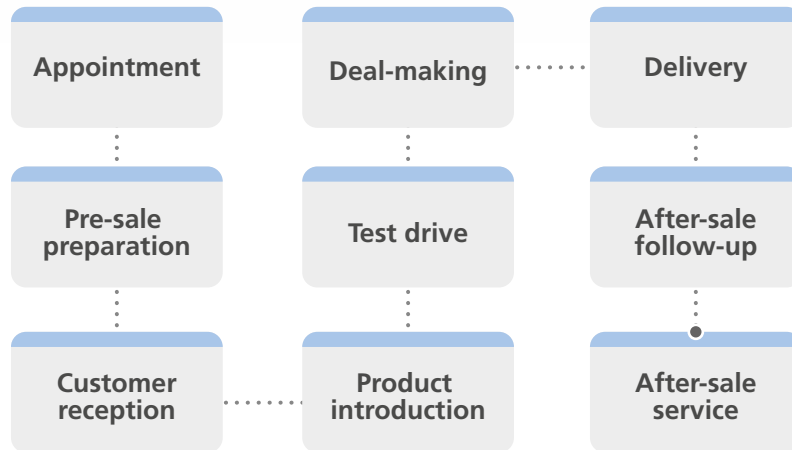 Appointment
Pre-sale
preparation
Customer
reception
Product
introduction
Test drive
Deal-making
Delivery
After-sale
follow-up
After-sale
service